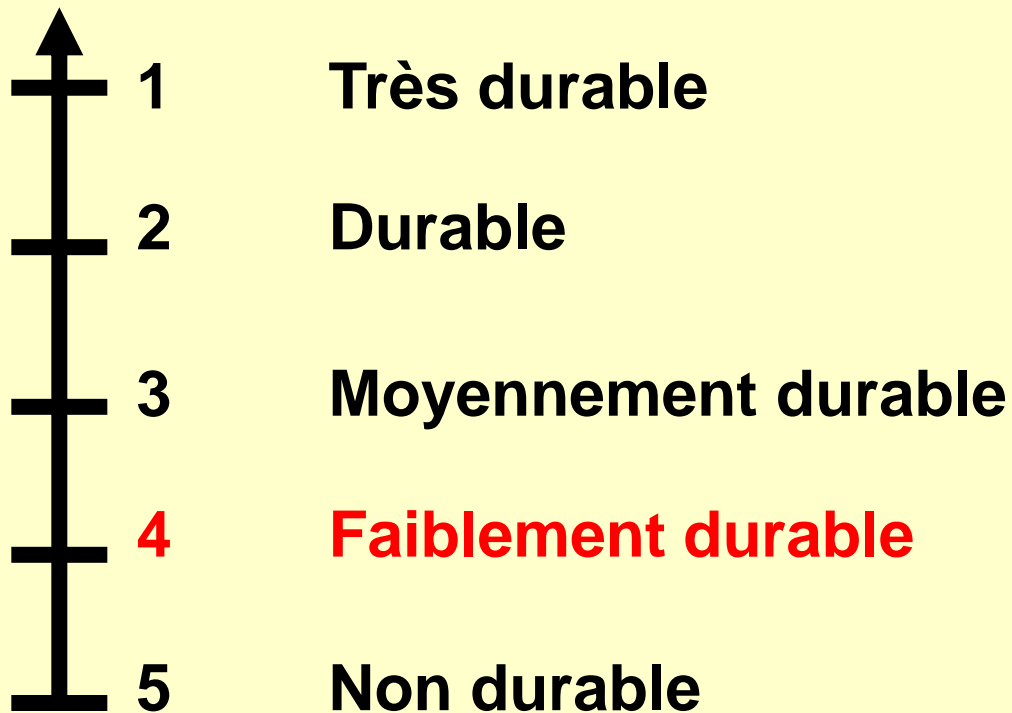 1 Très durable
2 Durable
3 Moyennement durable
4 Faiblement durable
5 Non durable